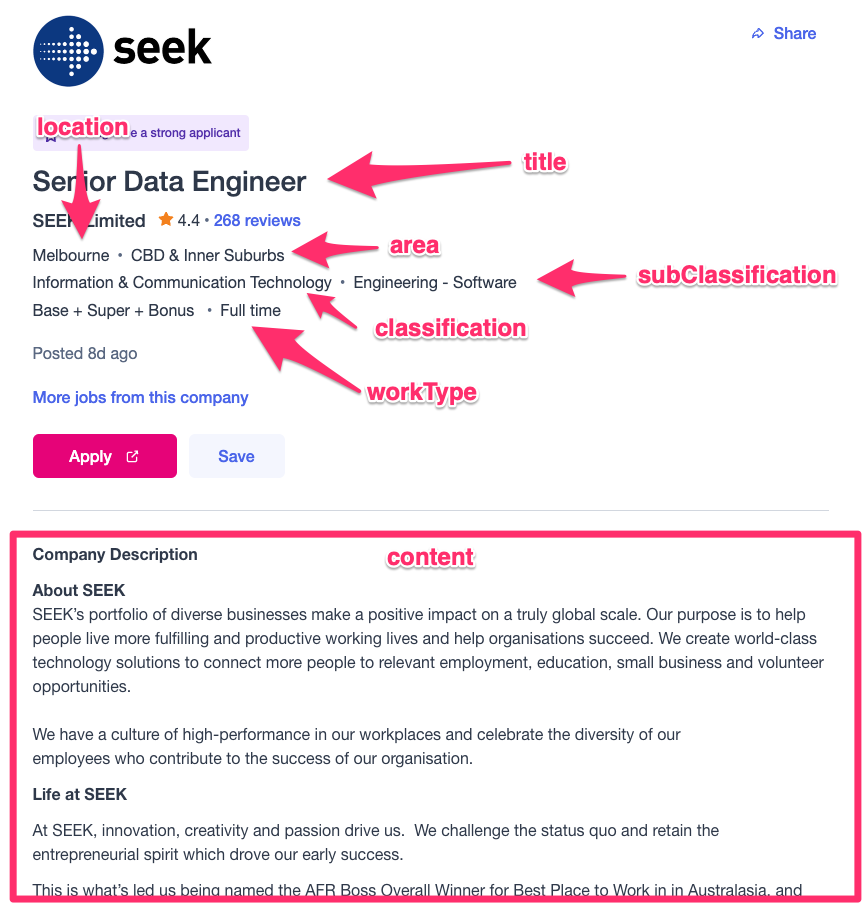 seek
Share
location
e a strong applicant
title
Senior Data Engineer
SEEK Limited 4.4 • 268 reviews
area
Melbourne • CBD & Inner Suburbs
subClassification
Information & Communication Technology • Engineering - Software
Base + Super + Bonus • Full time
classification
Posted 8d ago
workType
More jobs from this company
Apply
Save
content
Company Description
About SEEK
SEEK’s portfolio of diverse businesses make a positive impact on a truly global scale. Our purpose is to help
people live more fulfilling and productive working lives and help organisations succeed. We create world-class
technology solutions to connect more people to relevant employment, education, small business and volunteer
opportunities.
We have a culture of high-performance in our workplaces and celebrate the diversity of our
employees who contribute to the success of our organisation.
Life at SEEK
At SEEK, innovation, creativity and passion drive us.  We challenge the status quo and retain the
entrepreneurial spirit which drove our early success.
This is what’s led us being named the AFR Boss Overall Winner for Best Place to Work in in Australasia, and